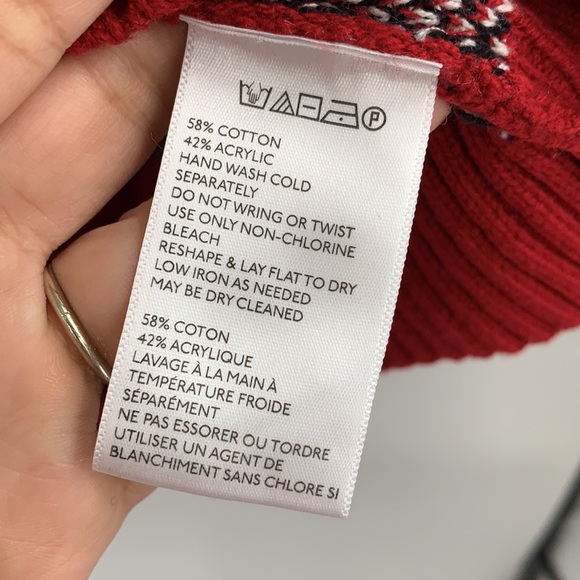 P
58% COTTON
42% ACRYLIC
HAND WASH COLD
SEPARATELY
DO NOT WRING OR TWIST
USE ONLY NON-CHLORINE
BLEACH
RESHAPE & LAY FLAT TO DRY
LOW IRON AS NEEDED
MAY BE DRY CLEANED
58% COTON
42% ACRYLIQUE
LAVAGE À LA MAIN À
TEMPÉRATURE FROIDE
SÉPARÉMENT
NE PAS ESSORER OU TORDRE
UTILISER UN AGENT DE
BLANCHIMENT SANS CHLORE SI